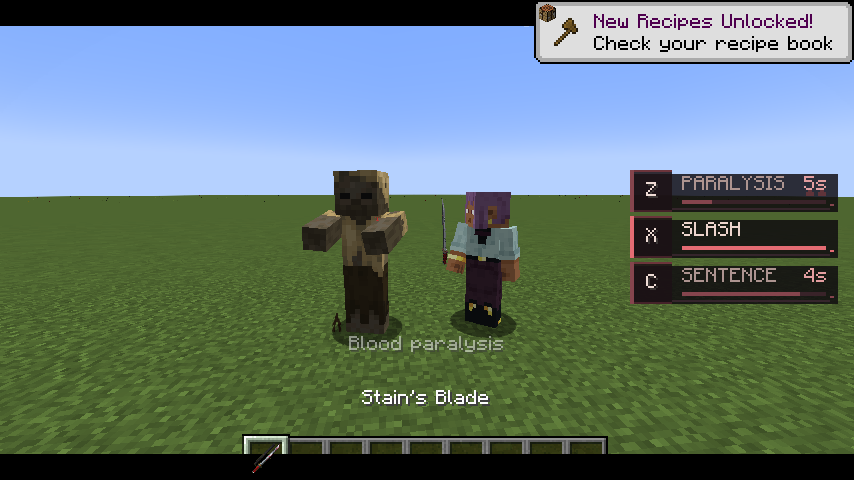 New Recipes Unlocked!
Check your recipe book
Z PARALYSIS 5s
X SLASH
C SENTENCE 4s
Blood paralysis
Stain's Blade